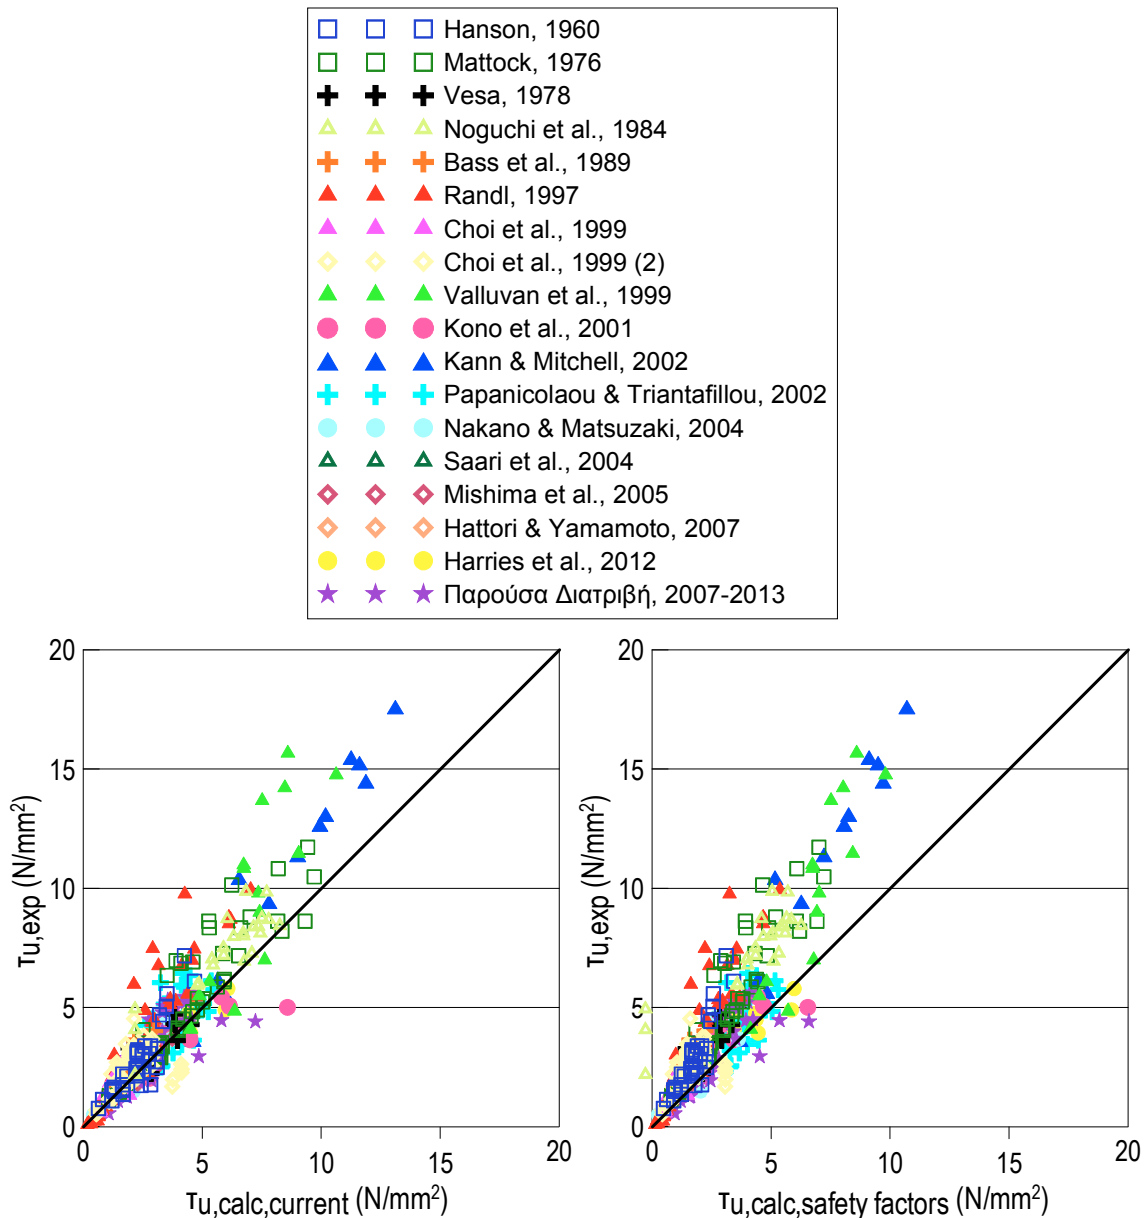 Hanson, 1960
Mattock, 1976
Vesa, 1978
Noguchi et al., 1984
Bass et al., 1989
Randl, 1997
Choi et al., 1999
Choi et al., 1999 (2)
Valluvan et al., 1999
Kono et al., 2001
Kann & Mitchell, 2002
Papanicolaou & Triantafillou, 2002
Nakano & Matsuzaki, 2004
Saari et al., 2004
Mishima et al., 2005
Hattori & Yamamoto, 2007
Harries et al., 2012
Παρούσα Διατριβή, 2007-2013
20
15
10
5
0
τu,exp (N/mm²)
0 5 10 15 20
τu,calc,current (N/mm²)
20
15
10
5
0
τu,exp (N/mm²)
0 5 10 15 20
τu,calc,safety factors (N/mm²)